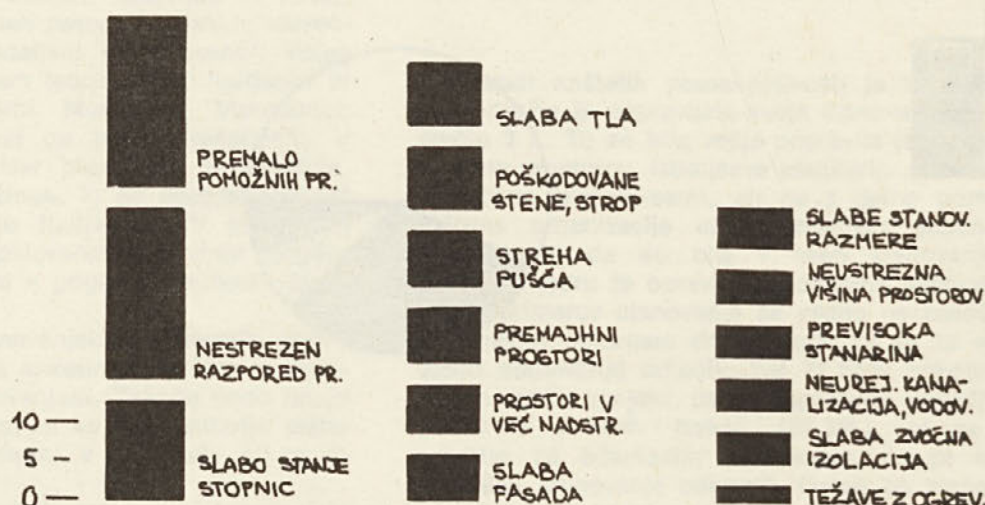 PREMALO
POMOŽNIH PR.
NESTREZEN
RAZPORED PR.
SLABO STANJE
STOPNIC
10
5
0
SLABA TLA
POŠKODOVANE
STENE, STROP
STREHA
PUŠČA
PREMAJHNI
PROSTORI
PROSTORI V
VEČ NADSTR.
SLABA
FASADA
SLABE STANOV.
RAZMERE
NEUSTREZNA
VIŠINA PROSTOROV
PREVISOKA
STANARINA
NEUREJ. KANA-
LIZACIJA, VODOV.
SLABA ZVOČNA
IZOLACIJA
TEŽAVE Z OGREV.